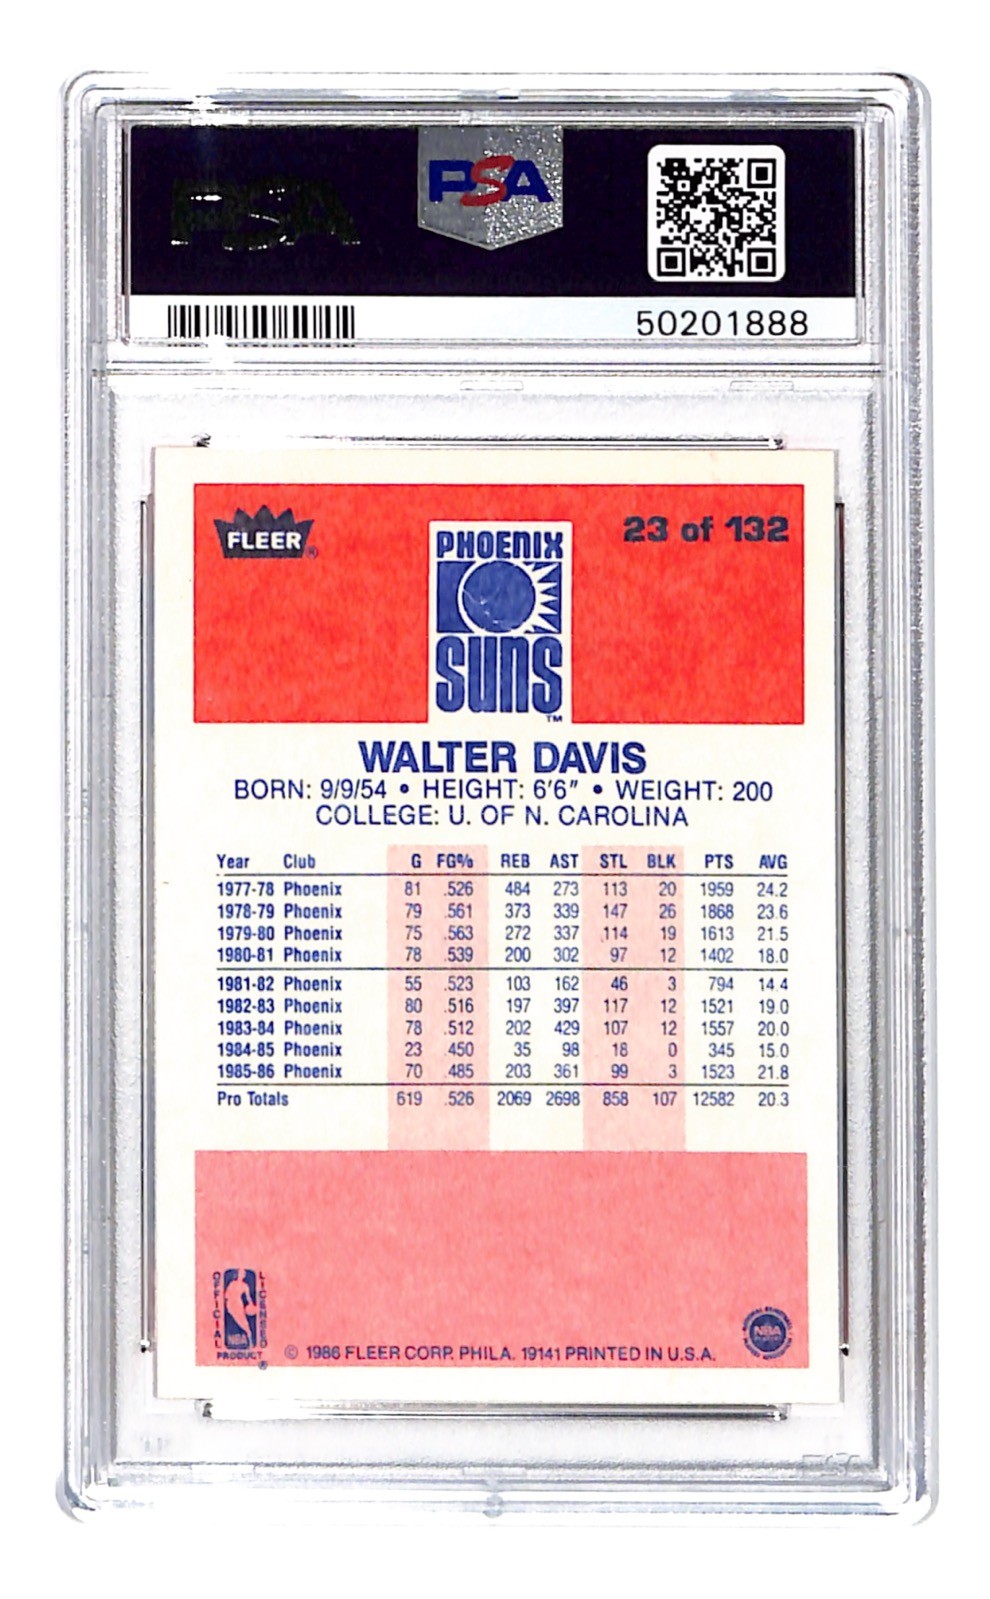 PSA
PSA
50201888
FLEER®
23 of 132
PHOENIX
SUNS
TM
WALTER DAVIS
BORN: 9/9/54 • HEIGHT: 6'6" • WEIGHT: 200
COLLEGE: U. OF N. CAROLINA
Year Club G FG% REB AST STL BLK PTS AVG
1977-78 Phoenix 81 .526 484 273 113 20 1959 24.2
1978-79 Phoenix 79 .561 373 339 147 26 1868 23.6
1979-80 Phoenix 75 .563 272 337 114 19 1613 21.5
1980-81 Phoenix 78 .539 200 302 97 12 1402 18.0
1981-82 Phoenix 55 .523 103 162 46 3 794 14.4
1982-83 Phoenix 80 .516 197 397 117 12 1521 19.0
1983-84 Phoenix 78 .512 202 429 107 12 1557 20.0
1984-85 Phoenix 23 .450 35 98 18 0 345 15.0
1985-86 Phoenix 70 .485 203 361 99 3 1523 21.8
Pro Totals 619 .526 2069 2698 858 107 12582 20.3
OFFICIAL
LICENSED
NBA
PRODUCT®
NBA
© 1986 FLEER CORP. PHILA. 19141 PRINTED IN U.S.A.